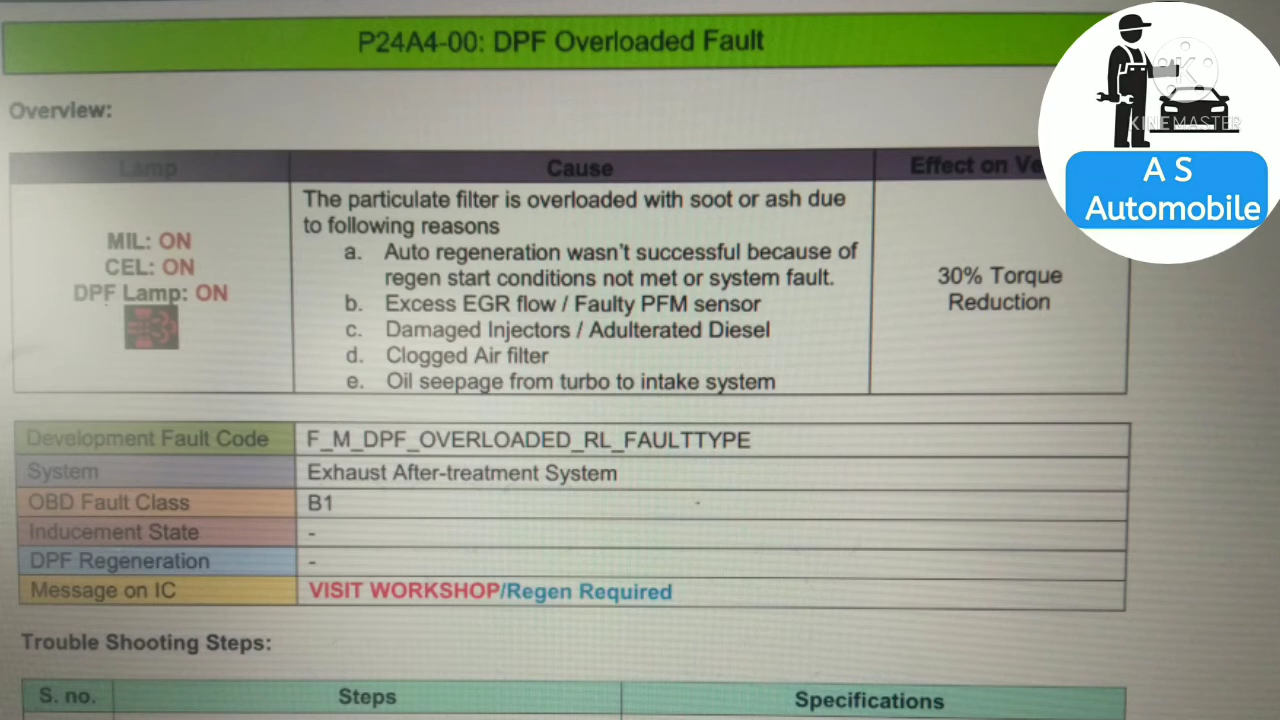 P24A4-00: DPF Overloaded Fault
Overview:
Lamp
Cause
Effect on Ve
MIL: ON
CEL: ON
DPF Lamp: ON
The particulate filter is overloaded with soot or ash due
to following reasons
a. Auto regeneration wasn't successful because of
regen start conditions not met or system fault.
b. Excess EGR flow / Faulty PFM sensor
c. Damaged Injectors / Adulterated Diesel
d. Clogged Air filter
e. Oil seepage from turbo to intake system
30% Torque
Reduction
Development Fault Code F_M_DPF_OVERLOADED_RL_FAULTTYPE
System Exhaust After-treatment System
OBD Fault Class B1
Inducement State -
DPF Regeneration -
Message on IC VISIT WORKSHOP/Regen Required
Trouble Shooting Steps:
S. no. Steps Specifications
K
KINEMASTER
A S
Automobile